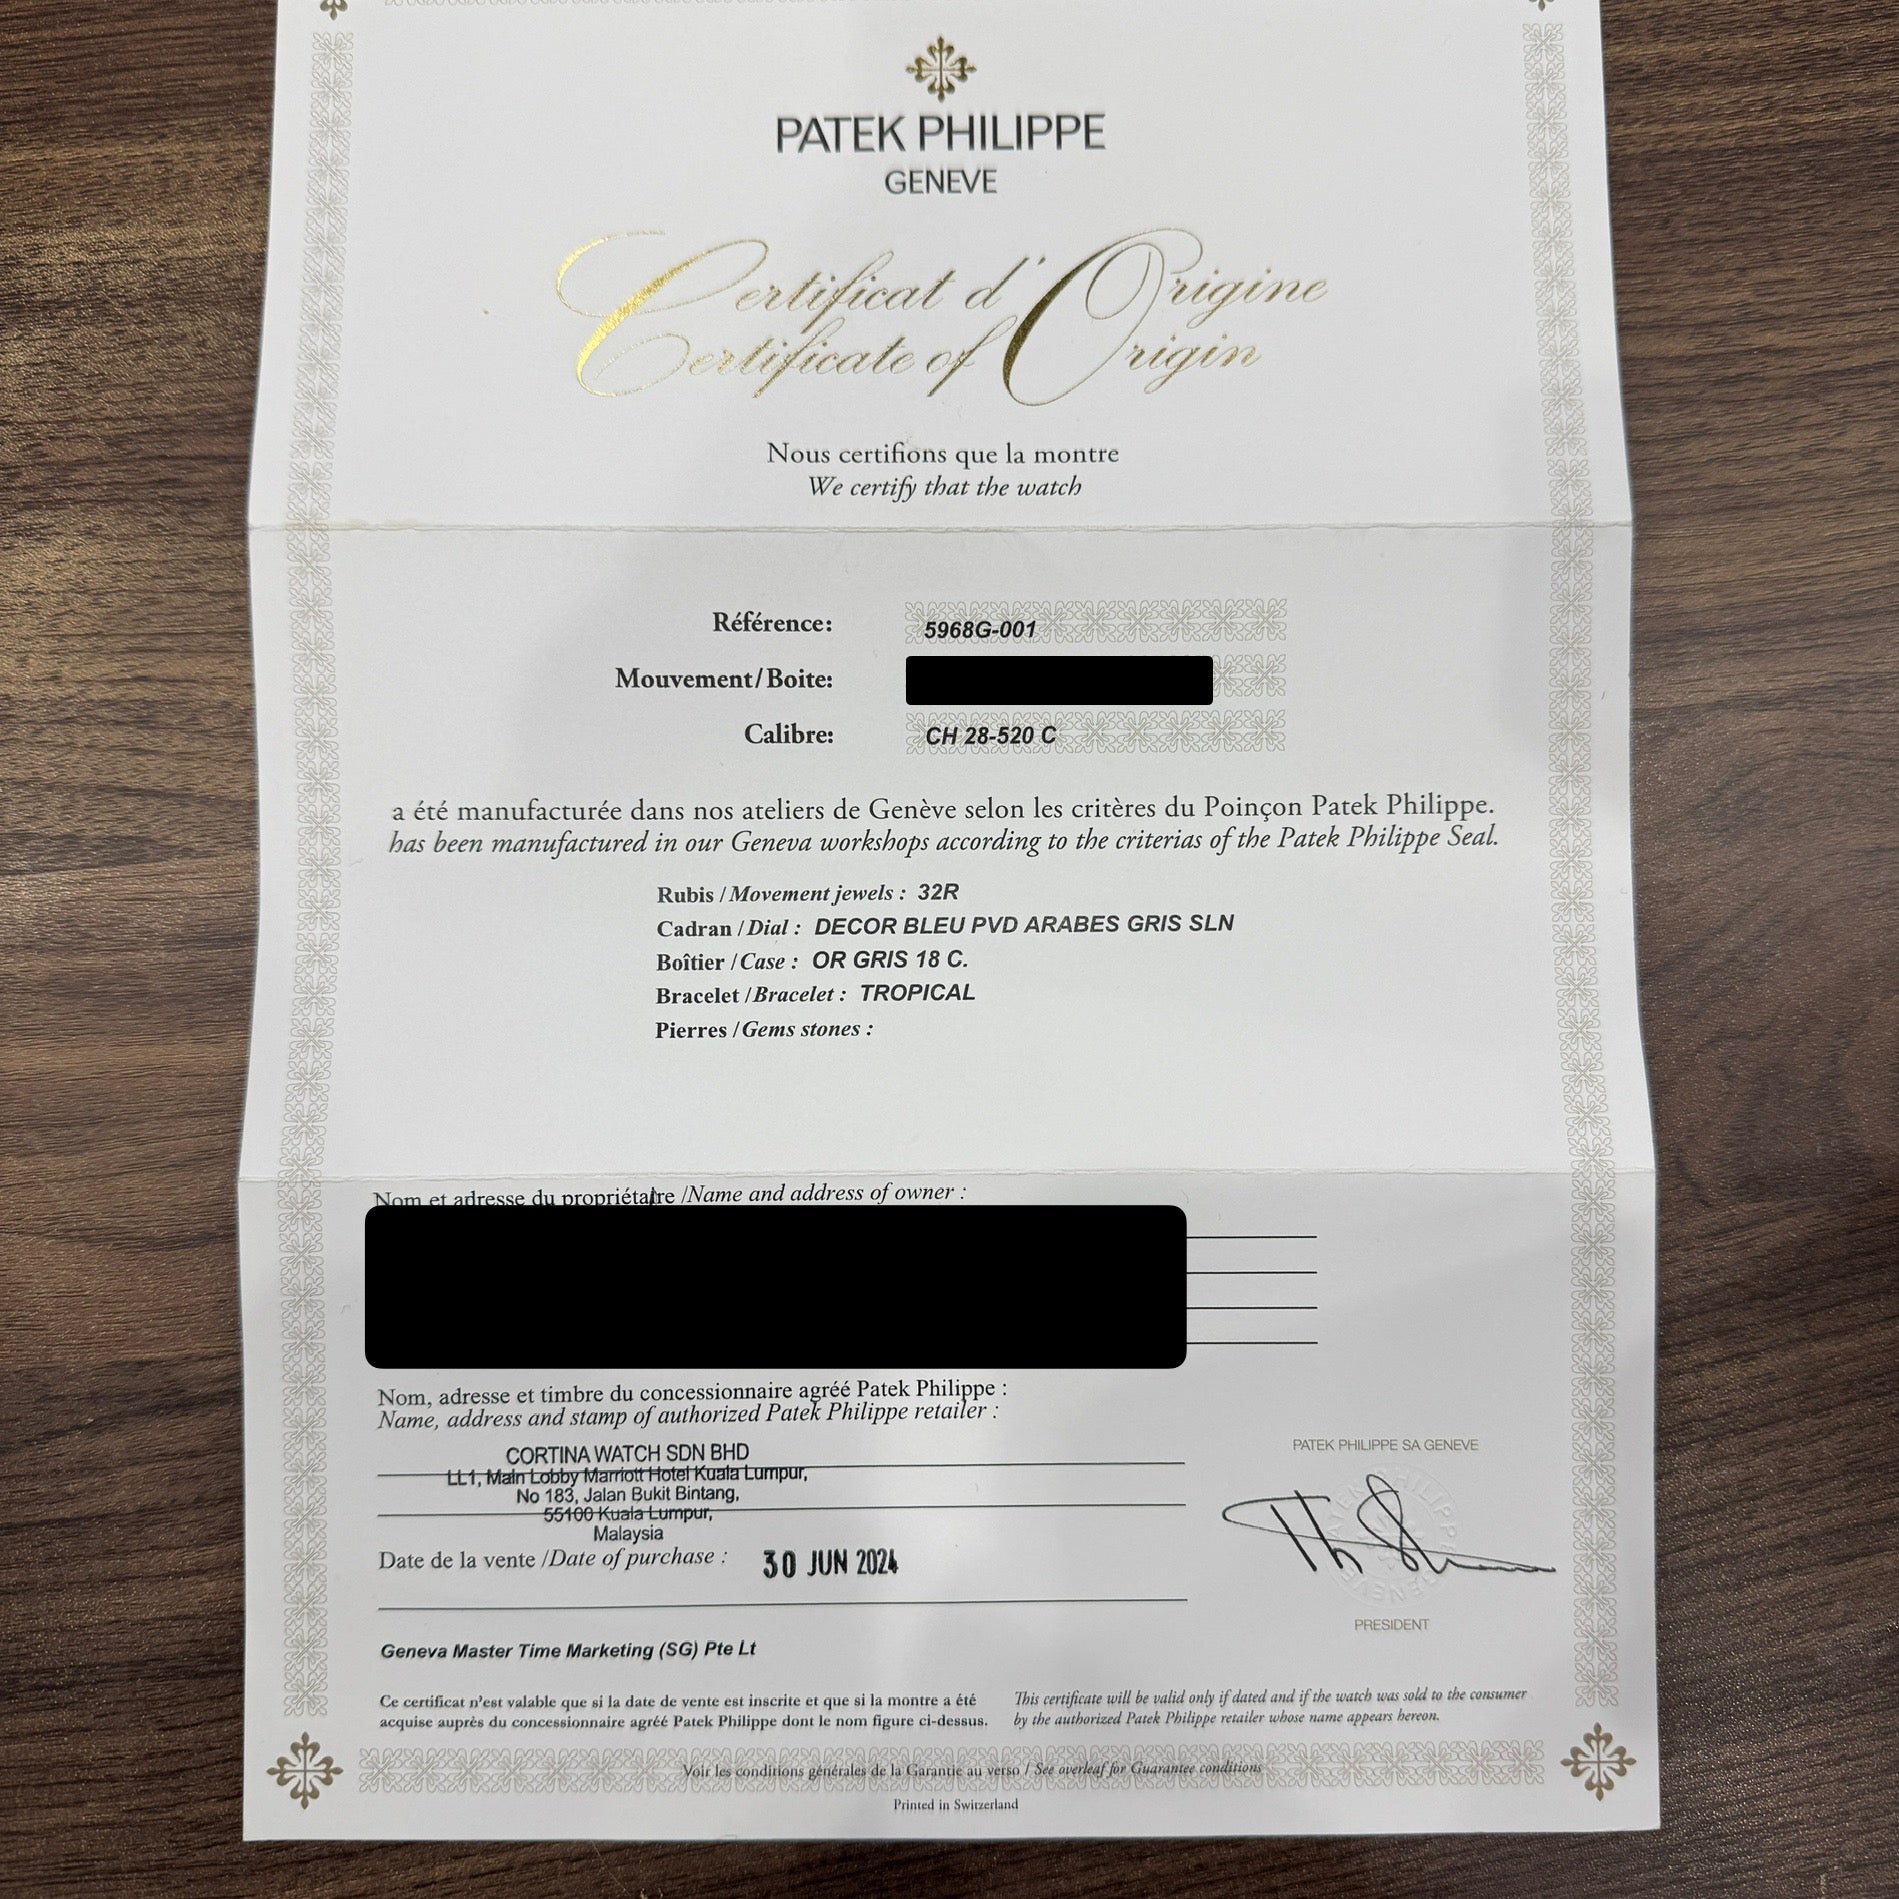 PATEK PHILIPPE
GENEVE
Certificat d'Origine
Certificate of Origin
Nous certifions que la montre
We certify that the watch
Référence: 5968G-001
Mouvement/Boite:
Calibre: CH 28-520 C
a été manufacturée dans nos ateliers de Genève selon les critères du Poinçon Patek Philippe.
has been manufactured in our Geneva workshops according to the criterias of the Patek Philippe Seal.
Rubis / Movement jewels : 32R
Cadran / Dial : DECOR BLEU PVD ARABES GRIS SLN
Boîtier / Case : OR GRIS 18 C.
Bracelet / Bracelet : TROPICAL
Pierres / Gems stones :
Nom et adresse du propriétaire / Name and address of owner :
Nom, adresse et timbre du concessionnaire agréé Patek Philippe :
Name, address and stamp of authorized Patek Philippe retailer :
CORTINA WATCH SDN BHD
LL1, Main Lobby Marriott Hotel Kuala Lumpur,
No 183, Jalan Bukit Bintang,
55100 Kuala Lumpur,
Malaysia
Date de la vente / Date of purchase : 30 JUN 2024
PATEK PHILIPPE SA GENEVE
PRESIDENT
Geneva Master Time Marketing (SG) Pte Lt
Ce certificat n'est valable que si la date de vente est inscrite et que si la montre a été
acquise auprès du concessionnaire agréé Patek Philippe dont le nom figure ci-dessus.
This certificate will be valid only if dated and if the watch was sold to the consumer
by the authorized Patek Philippe retailer whose name appears hereon.
Voir les conditions générales de la Garantie au verso / See overleaf for Guarantee conditions
Printed in Switzerland